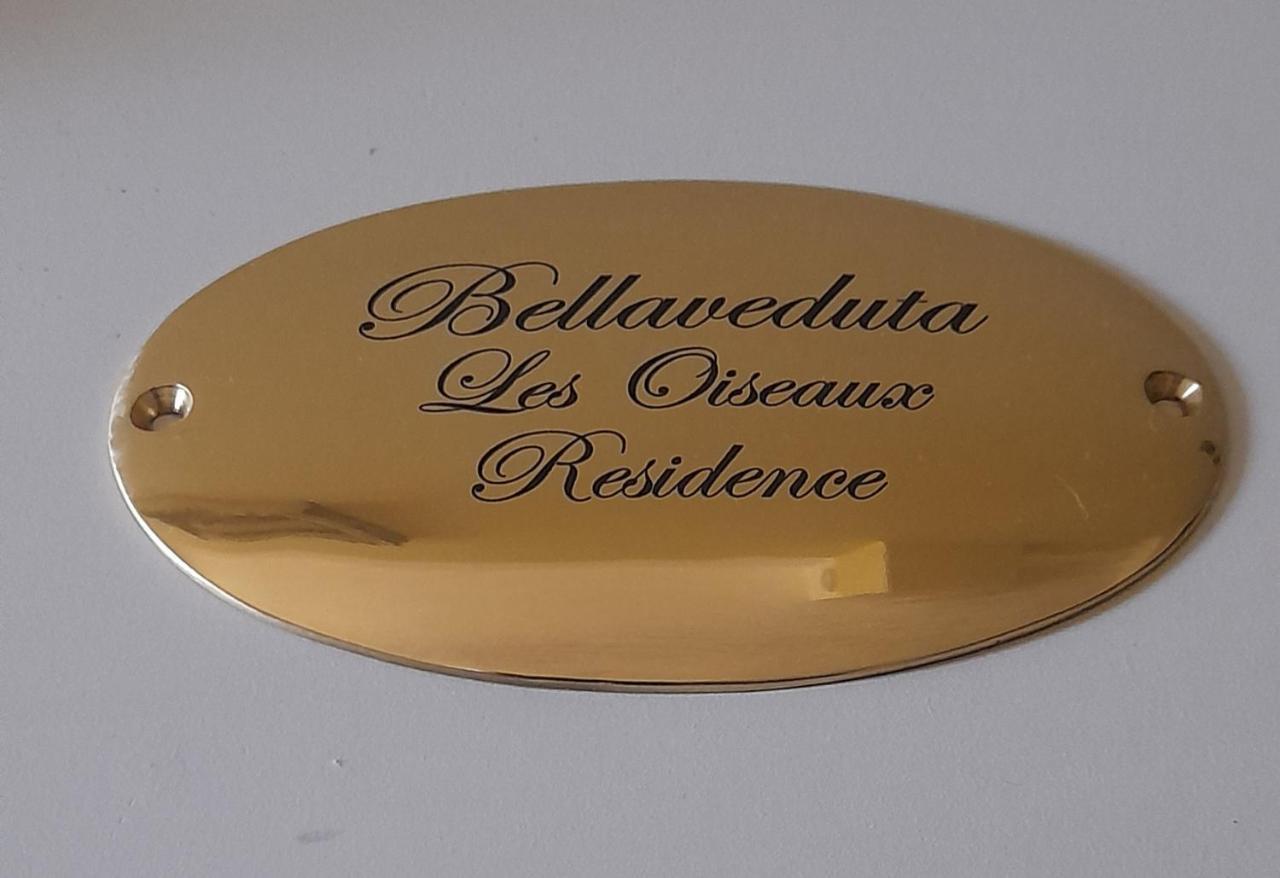 Bellaveduta
Les Oiseaux
Residence